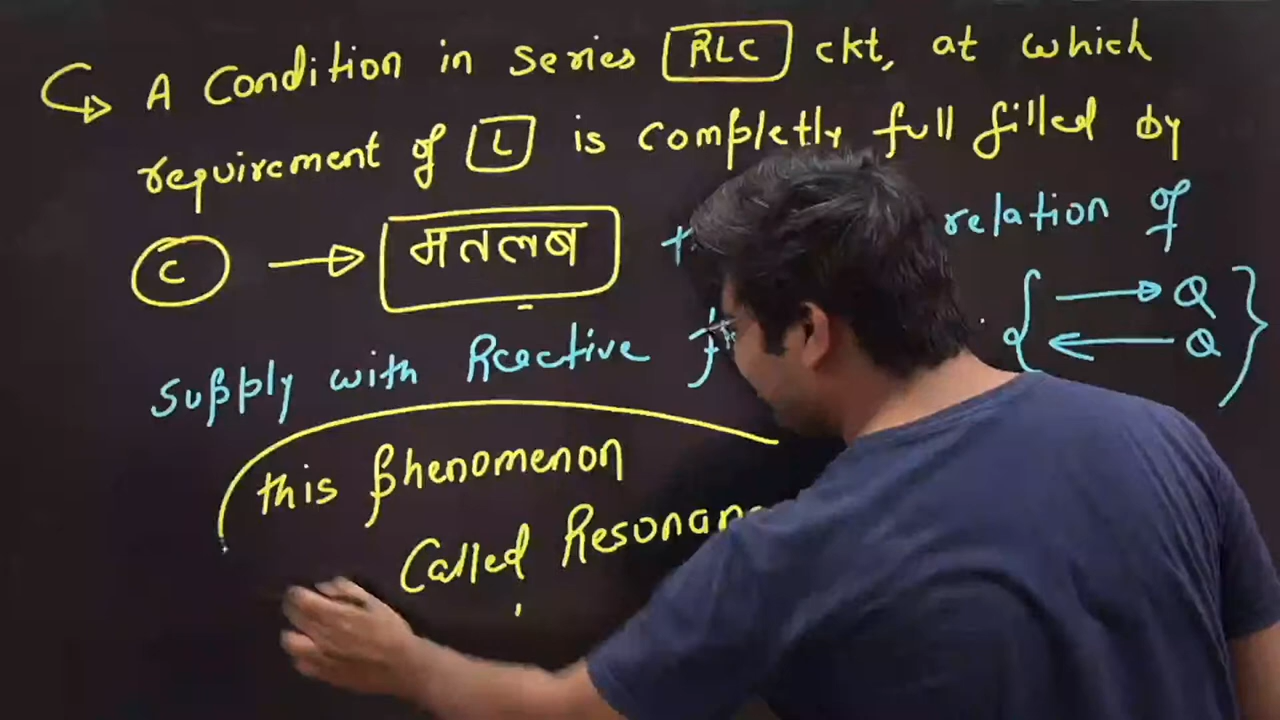 A Condition in series RLC ckt, at which
requirement of L is completly full filled by
C → मतलब relation of
supply with Reactive { → Q
← Q }
this phenomenon
Called